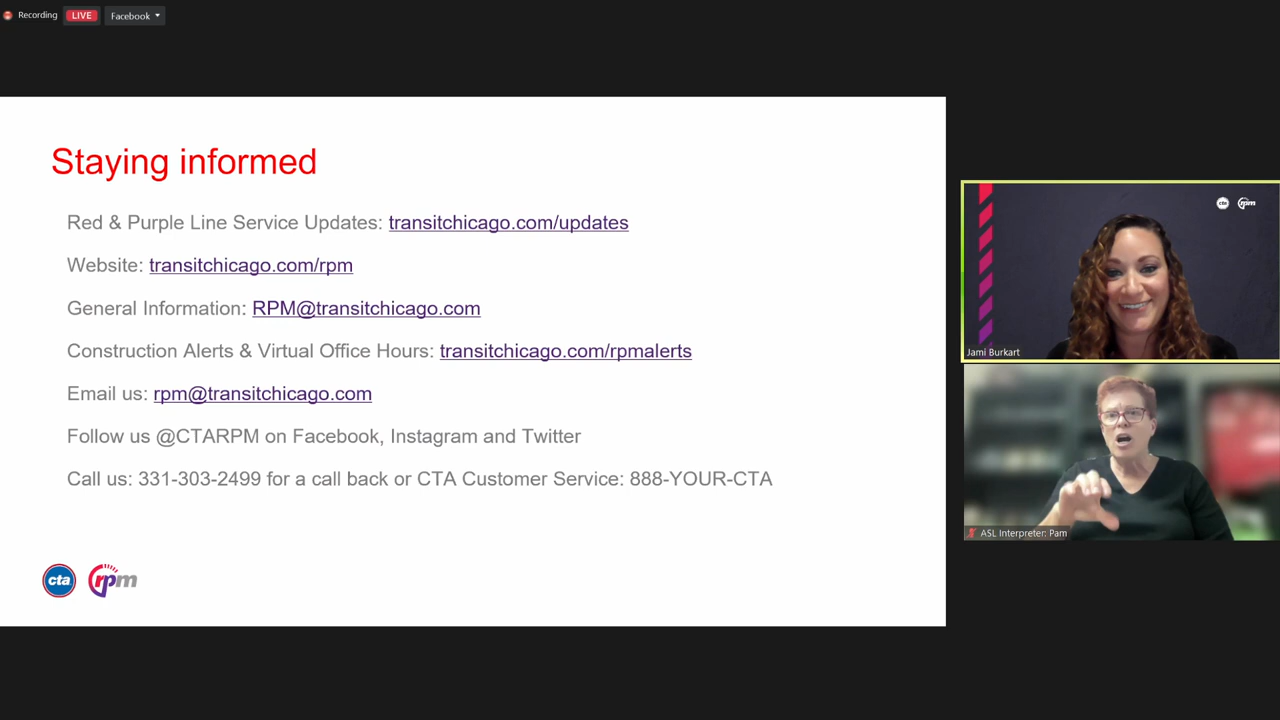 Recording LIVE Facebook
Staying informed
Red & Purple Line Service Updates: transitchicago.com/updates
Website: transitchicago.com/rpm
General Information: RPM@transitchicago.com
Construction Alerts & Virtual Office Hours: transitchicago.com/rpmalerts
Email us: rpm@transitchicago.com
Follow us @CTARPM on Facebook, Instagram and Twitter
Call us: 331-303-2499 for a call back or CTA Customer Service: 888-YOUR-CTA
cta rpm
cta rpm
Jami Burkart
ASL Interpreter: Pam